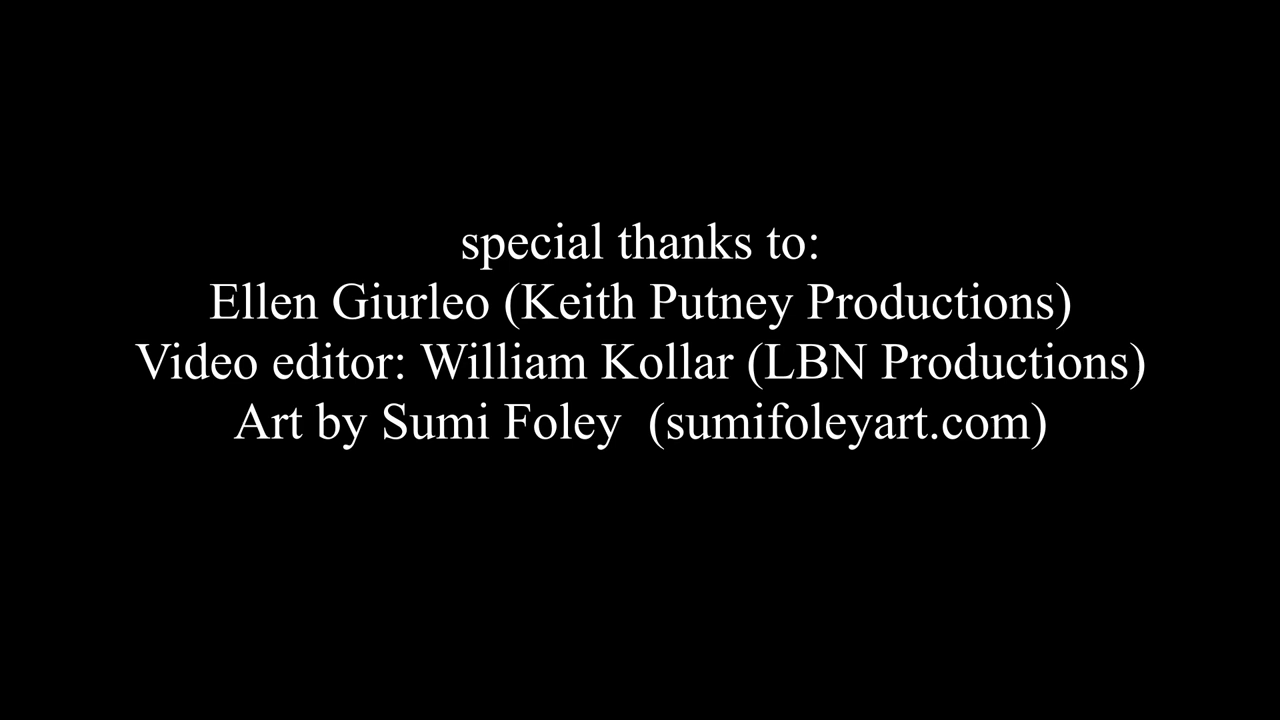 special thanks to:
Ellen Giurleo (Keith Putney Productions)
Video editor: William Kollar (LBN Productions)
Art by Sumi Foley  (sumifoleyart.com)